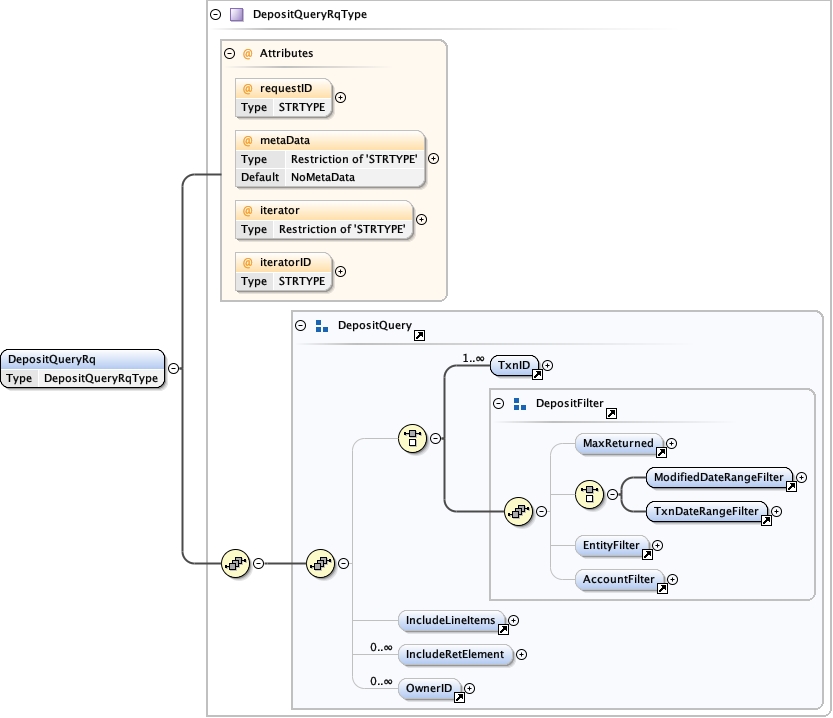 DepositQueryRqType
@ Attributes
@ requestID
Type STRTYPE
@ metaData
Type Restriction of 'STRTYPE'
Default NoMetaData
@ iterator
Type Restriction of 'STRTYPE'
@ iteratorID
Type STRTYPE
DepositQueryRq
Type DepositQueryRqType
DepositQuery
1..∞
TxnID
DepositFilter
MaxReturned
ModifiedDateRangeFilter
TxnDateRangeFilter
EntityFilter
AccountFilter
IncludeLineItems
0..∞
IncludeRetElement
0..∞
OwnerID